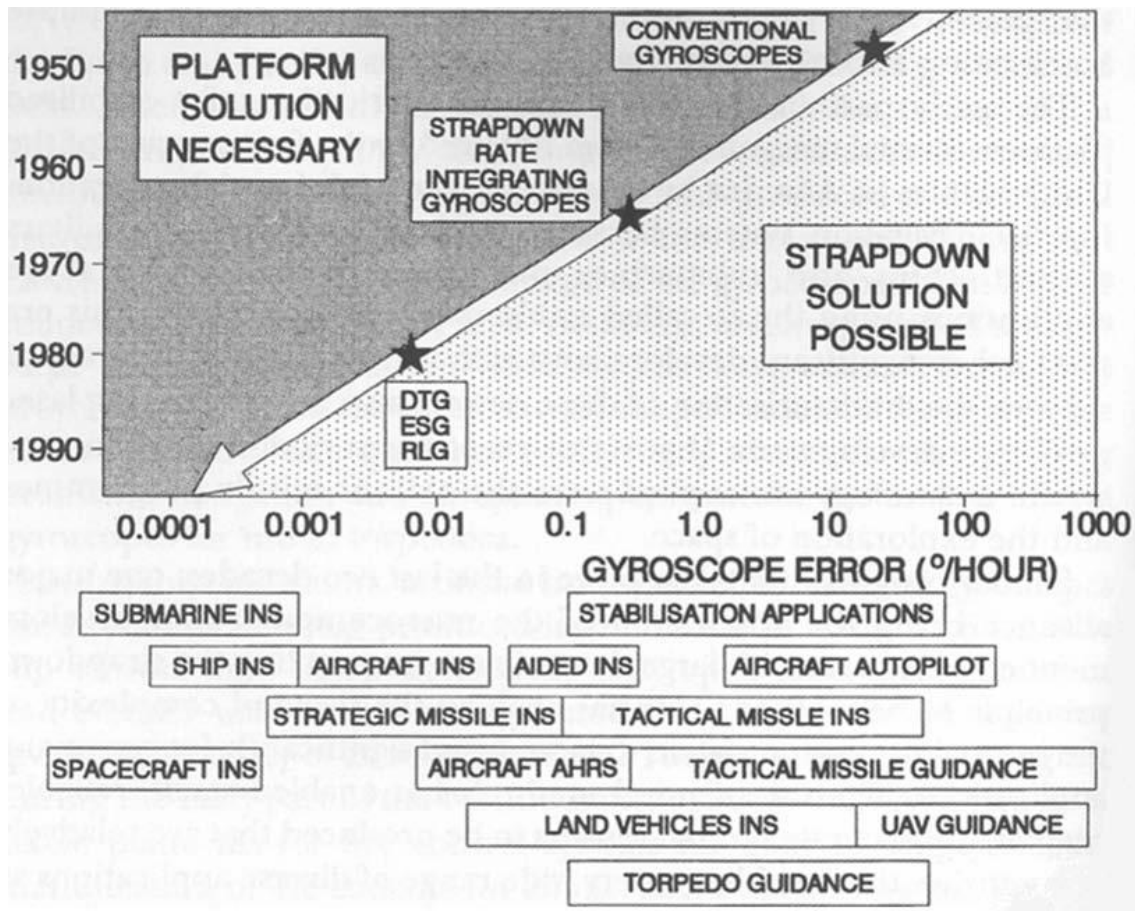 CONVENTIONAL
GYROSCOPES
1950
PLATFORM
SOLUTION
NECESSARY
STRAPDOWN
RATE
INTEGRATING
GYROSCOPES
1960
1970
STRAPDOWN
SOLUTION
POSSIBLE
1980
DTG
ESG
RLG
1990
0.0001 0.001 0.01 0.1 1.0 10 100 1000
GYROSCOPE ERROR (°/HOUR)
SUBMARINE INS STABILISATION APPLICATIONS
SHIP INS AIRCRAFT INS AIDED INS AIRCRAFT AUTOPILOT
STRATEGIC MISSILE INS TACTICAL MISSLE INS
SPACECRAFT INS AIRCRAFT AHRS TACTICAL MISSILE GUIDANCE
LAND VEHICLES INS UAV GUIDANCE
TORPEDO GUIDANCE